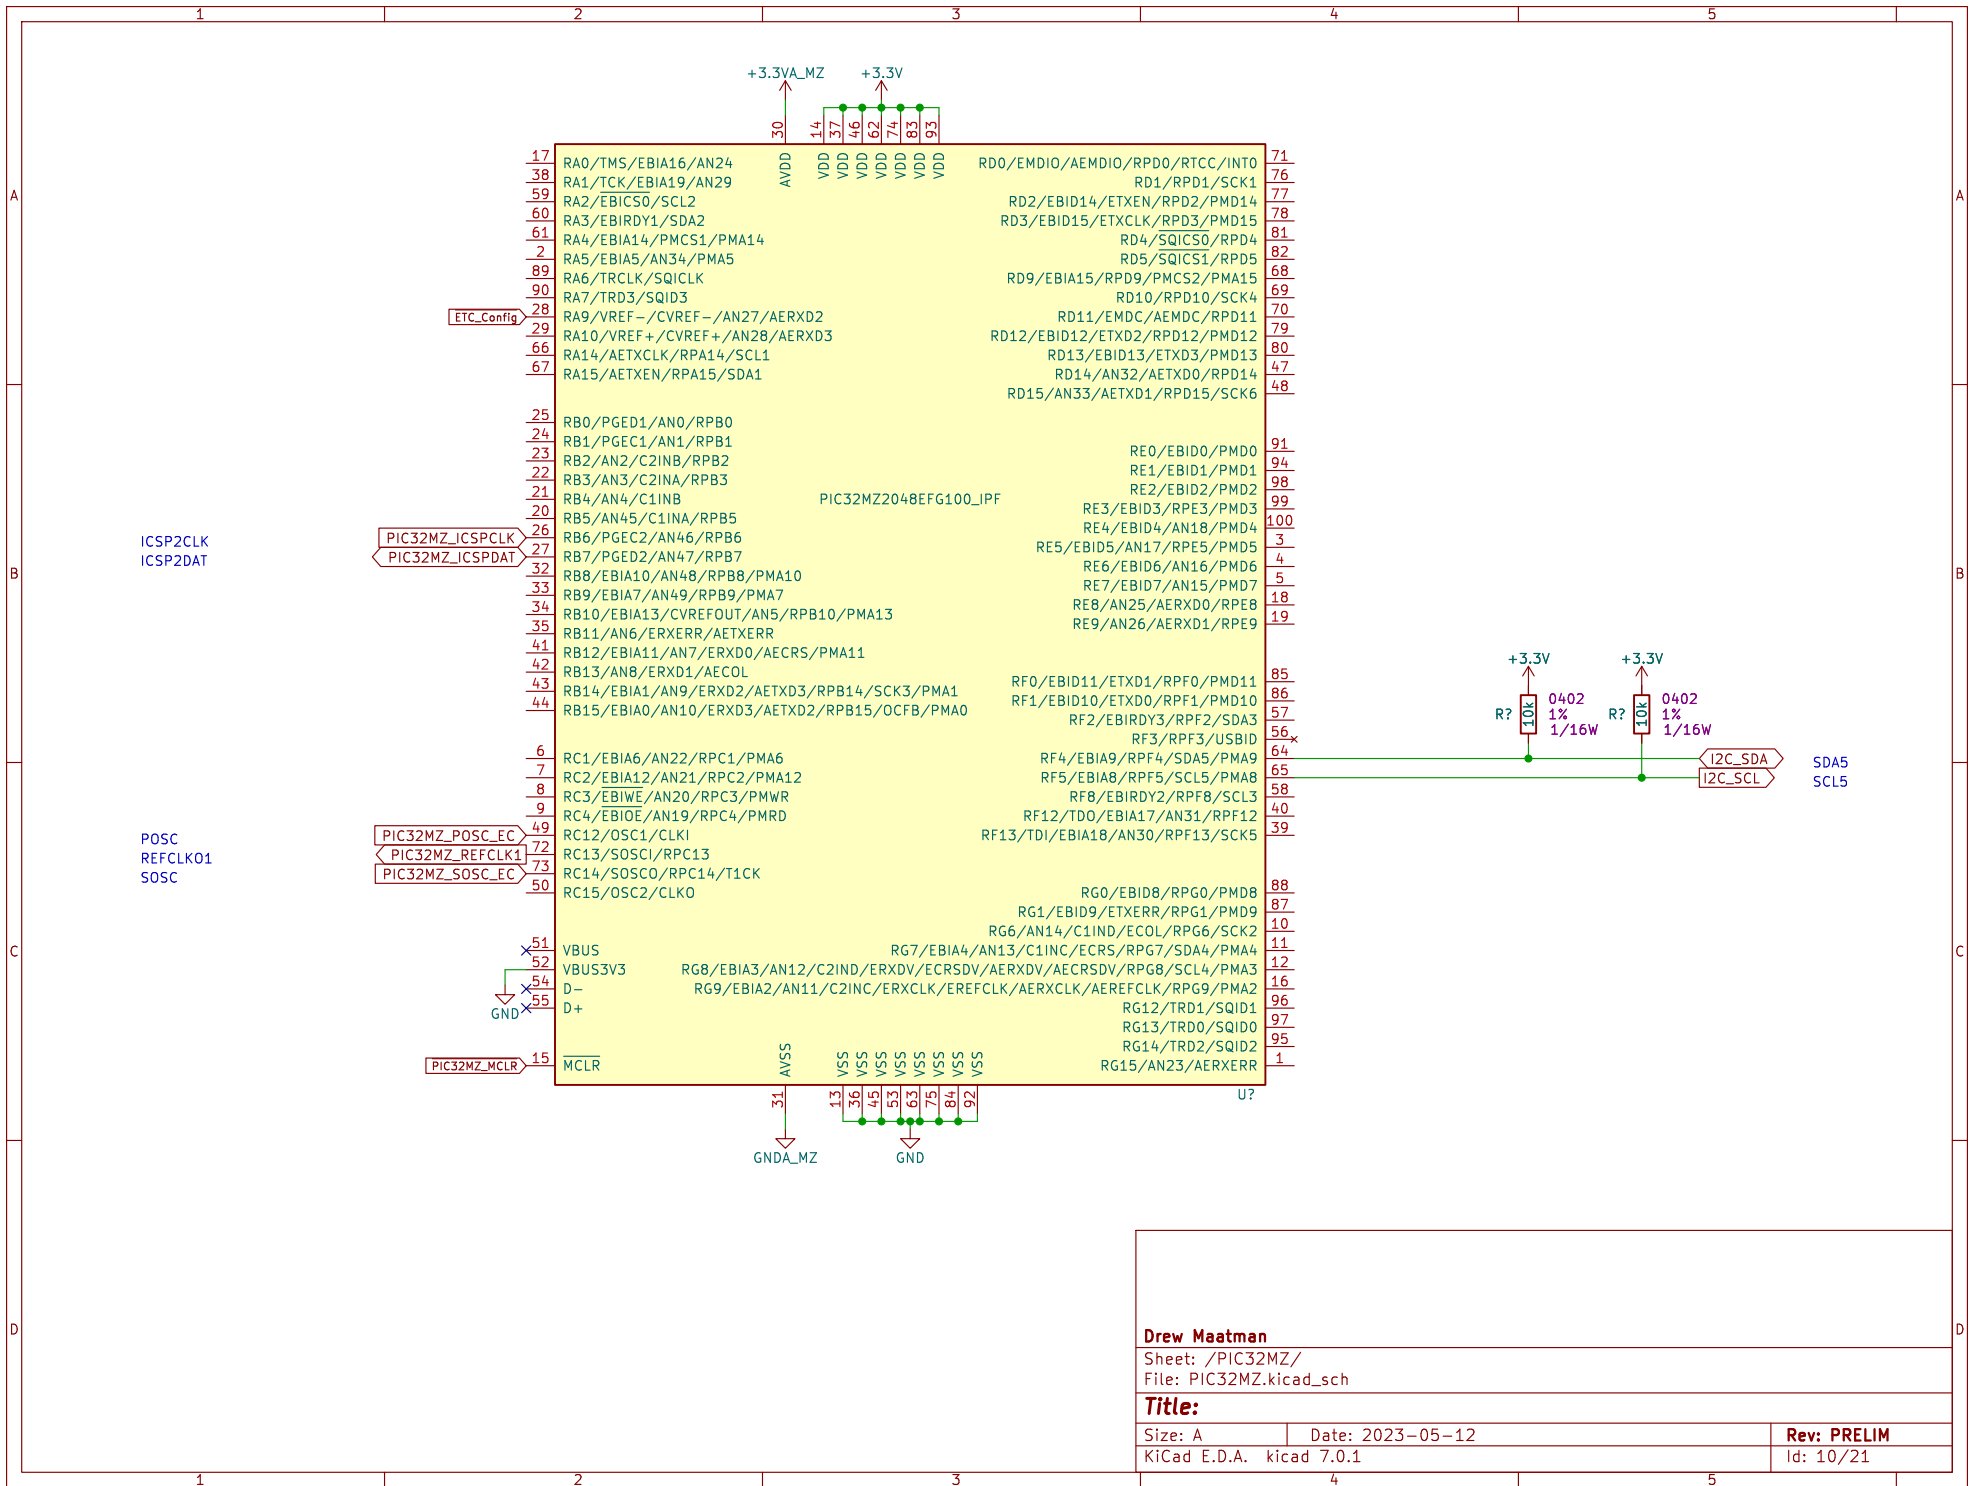 1 2 3 4 5
+3.3VA_MZ +3.3V
30 14 37 46 62 74 83 93
AVDD VDD VDD VDD VDD VDD VDD VDD
17 RA0/TMS/EBIA16/AN24 RD0/EMDIO/AEMDIO/RPD0/RTCC/INT0 71
38 RA1/TCK/EBIA19/AN29 RD1/RPD1/SCK1 76
A 59 RA2/EBICS0/SCL2 RD2/EBID14/ETXEN/RPD2/PMD14 77 A
60 RA3/EBIRDY1/SDA2 RD3/EBID15/ETXCLK/RPD3/PMD15 78
61 RA4/EBIA14/PMCS1/PMA14 RD4/SQICS0/RPD4 81
2 RA5/EBIA5/AN34/PMA5 RD5/SQICS1/RPD5 82
89 RA6/TRCLK/SQICLK RD9/EBIA15/RPD9/PMCS2/PMA15 68
90 RA7/TRD3/SQID3 RD10/RPD10/SCK4 69
ETC_Config 28 RA9/VREF-/CVREF-/AN27/AERXD2 RD11/EMDC/AEMDC/RPD11 70
29 RA10/VREF+/CVREF+/AN28/AERXD3 RD12/EBID12/ETXD2/RPD12/PMD12 79
66 RA14/AETXCLK/RPA14/SCL1 RD13/EBID13/ETXD3/PMD13 80
67 RA15/AETXEN/RPA15/SDA1 RD14/AN32/AETXD0/RPD14 47
RD15/AN33/AETXD1/RPD15/SCK6 48
25 RB0/PGED1/AN0/RPB0
24 RB1/PGEC1/AN1/RPB1 RE0/EBID0/PMD0 91
23 RB2/AN2/C2INB/RPB2 RE1/EBID1/PMD1 94
22 RB3/AN3/C2INA/RPB3 RE2/EBID2/PMD2 98
21 RB4/AN4/C1INB PIC32MZ2048EFG100_IPF RE3/EBID3/RPE3/PMD3 99
20 RB5/AN45/C1INA/RPB5 RE4/EBID4/AN18/PMD4 100
ICSP2CLK PIC32MZ_ICSPCLK 26 RB6/PGEC2/AN46/RPB6 RE5/EBID5/AN17/RPE5/PMD5 3
ICSP2DAT PIC32MZ_ICSPDAT 27 RB7/PGED2/AN47/RPB7 RE6/EBID6/AN16/PMD6 4
B 32 RB8/EBIA10/AN48/RPB8/PMA10 RE7/EBID7/AN15/PMD7 5 B
33 RB9/EBIA7/AN49/RPB9/PMA7 RE8/AN25/AERXD0/RPE8 18
34 RB10/EBIA13/CVREFOUT/AN5/RPB10/PMA13 RE9/AN26/AERXD1/RPE9 19
35 RB11/AN6/ERXERR/AETXERR
41 RB12/EBIA11/AN7/ERXD0/AECRS/PMA11
+3.3V +3.3V
42 RB13/AN8/ERXD1/AECOL RF0/EBID11/ETXD1/RPF0/PMD11 85
43 RB14/EBIA1/AN9/ERXD2/AETXD3/RPB14/SCK3/PMA1 RF1/EBID10/ETXD0/RPF1/PMD10 86
44 RB15/EBIA0/AN10/ERXD3/AETXD2/RPB15/OCFB/PMA0 RF2/EBIRDY3/RPF2/SDA3 57
0402 0402
R? 10k 1% R? 10k 1%
1/16W 1/16W
RF3/RPF3/USBID 56
6 RC1/EBIA6/AN22/RPC1/PMA6 RF4/EBIA9/RPF4/SDA5/PMA9 64 I2C_SDA SDA5
7 RC2/EBIA12/AN21/RPC2/PMA12 RF5/EBIA8/RPF5/SCL5/PMA8 65 I2C_SCL SCL5
8 RC3/EBIWE/AN20/RPC3/PMWR RF8/EBIRDY2/RPF8/SCL3 58
9 RC4/EBIOE/AN19/RPC4/PMRD RF12/TDO/EBIA17/AN31/RPF12 40
POSC PIC32MZ_POSC_EC 49 RC12/OSC1/CLKI RF13/TDI/EBIA18/AN30/RPF13/SCK5 39
REFCLKO1 PIC32MZ_REFCLK1 72 RC13/SOSCI/RPC13
SOSC PIC32MZ_SOSC_EC 73 RC14/SOSCO/RPC14/T1CK
50 RC15/OSC2/CLKO RG0/EBID8/RPG0/PMD8 88
RG1/EBID9/ETXERR/RPG1/PMD9 87
RG6/AN14/C1IND/ECOL/RPG6/SCK2 10
C 51 VBUS RG7/EBIA4/AN13/C1INC/ECRS/RPG7/SDA4/PMA4 11 C
52 VBUS3V3 RG8/EBIA3/AN12/C2IND/ERXDV/ECRSDV/AERXDV/AECRSDV/RPG8/SCL4/PMA3 12
54 D- RG9/EBIA2/AN11/C2INC/ERXCLK/EREFCLK/AERXCLK/AEREFCLK/RPG9/PMA2 16
GND 55 D+ RG12/TRD1/SQID1 96
RG13/TRD0/SQID0 97
RG14/TRD2/SQID2 95
PIC32MZ_MCLR 15 MCLR RG15/AN23/AERXERR 1
AVSS VSS VSS VSS VSS VSS VSS VSS VSS
U?
31 13 36 45 53 63 75 84 92
GNDA_MZ GND
D D
Drew Maatman
Sheet: /PIC32MZ/
File: PIC32MZ.kicad_sch
Title:
Size: A Date: 2023-05-12 Rev: PRELIM
KiCad E.D.A. kicad 7.0.1 Id: 10/21
1 2 3 4 5